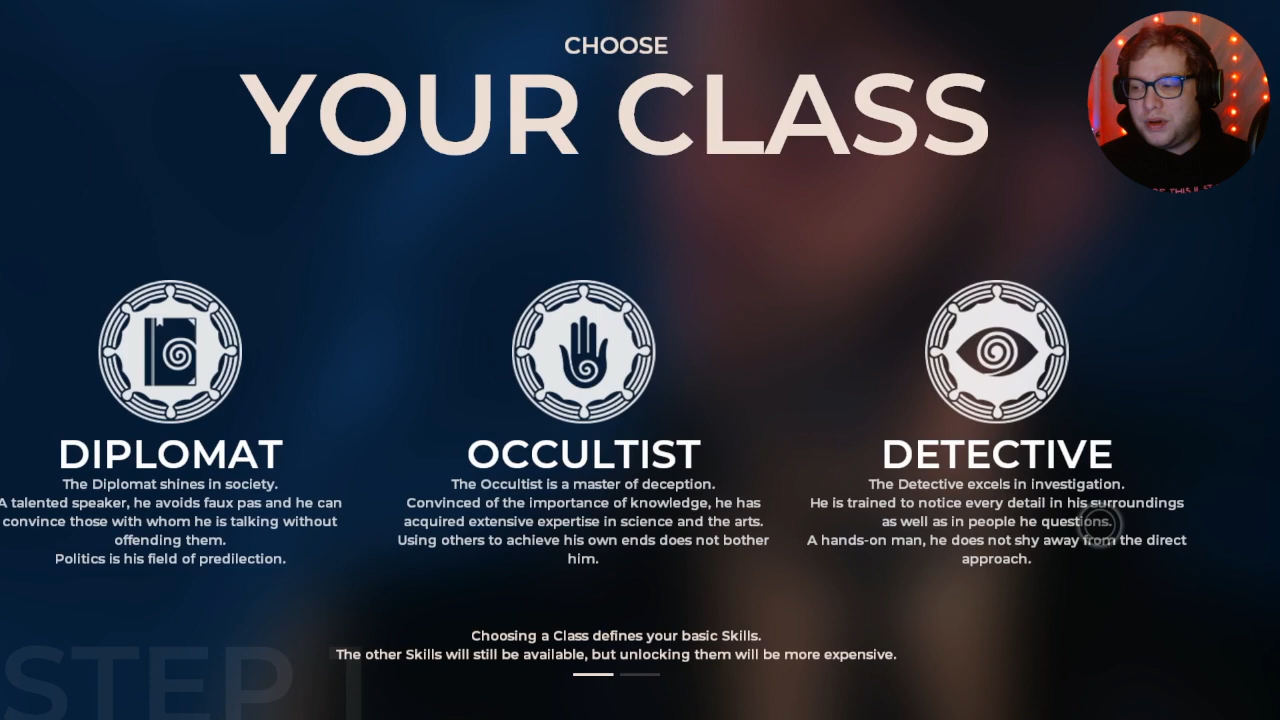 CHOOSE
YOUR CLASS
DIPLOMAT
The Diplomat shines in society.
A talented speaker, he avoids faux pas and he can
convince those with whom he is talking without
offending them.
Politics is his field of predilection.
OCCULTIST
The Occultist is a master of deception.
Convinced of the importance of knowledge, he has
acquired extensive expertise in science and the arts.
Using others to achieve his own ends does not bother
him.
DETECTIVE
The Detective excels in investigation.
He is trained to notice every detail in his surroundings
as well as in people he questions.
A hands-on man, he does not shy away from the direct
approach.
Choosing a Class defines your basic Skills.
The other Skills will still be available, but unlocking them will be more expensive.
STEP